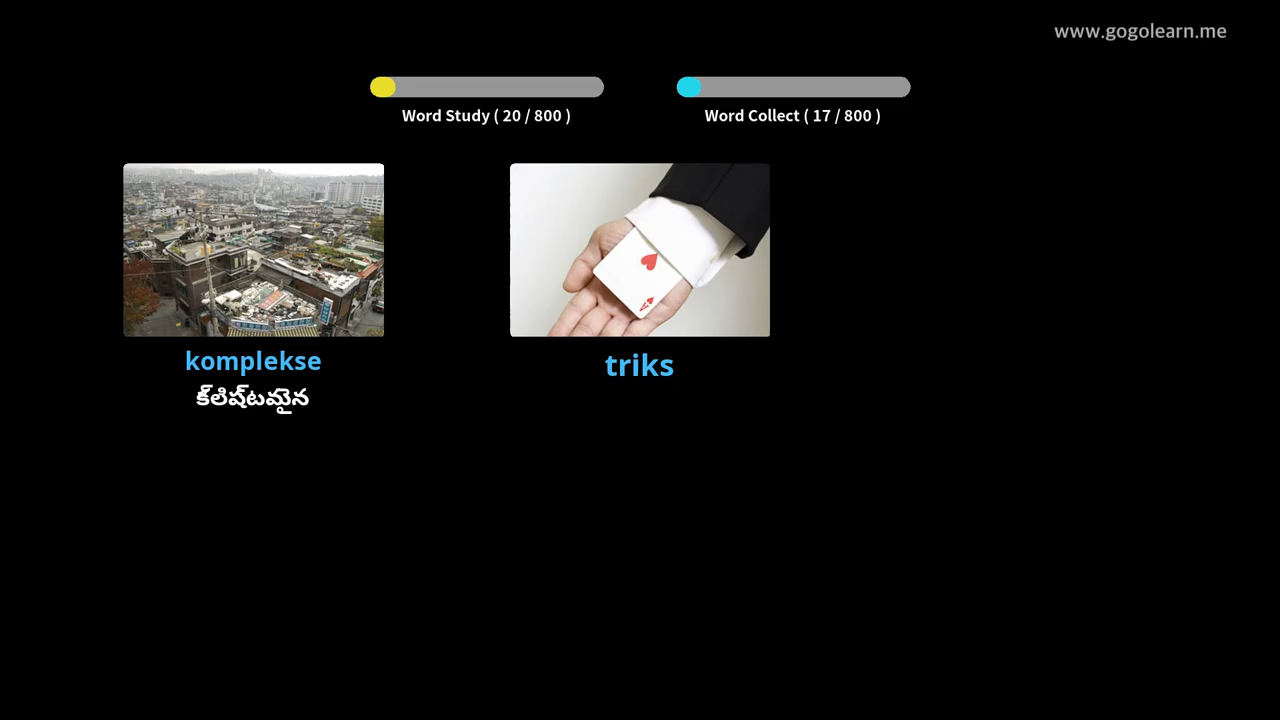 www.gogolearn.me
Word Study ( 20 / 800 )
Word Collect ( 17 / 800 )
komplekse
క్‌లిష్‌టమైన
triks